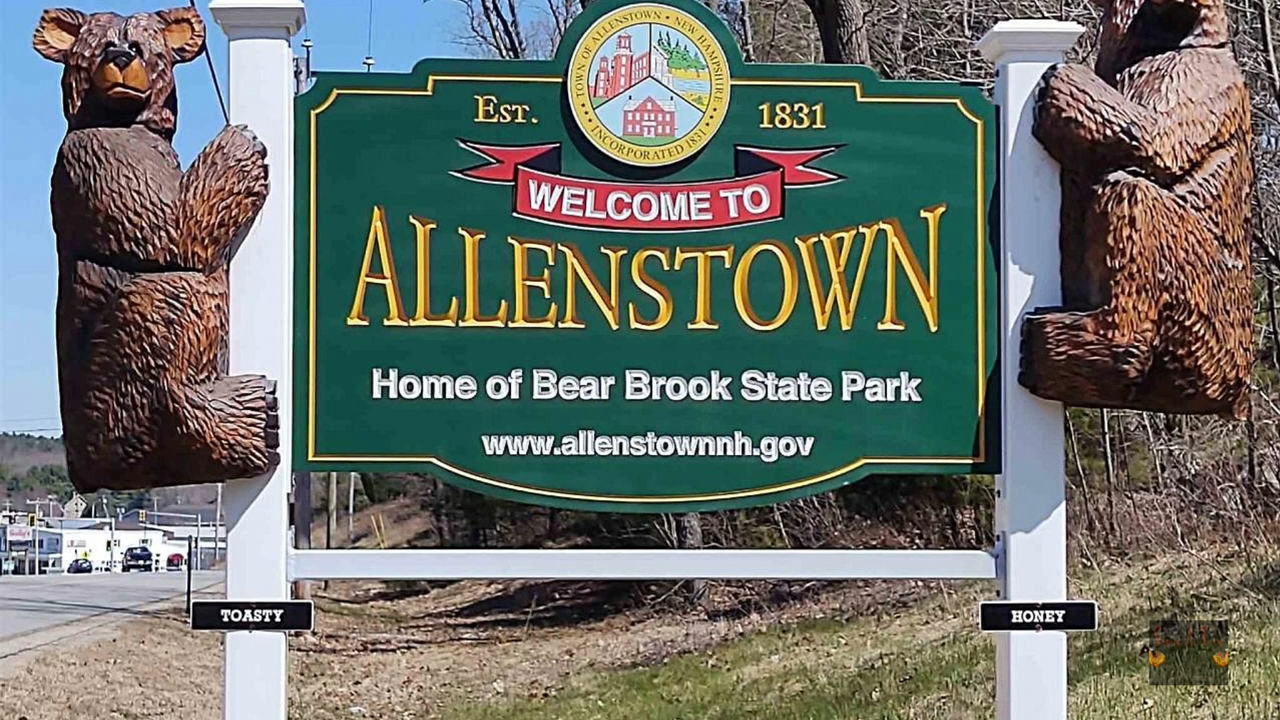 TOWN OF ALLENSTOWN • NEW HAMPSHIRE
INCORPORATED 1831
EST. 1831
WELCOME TO
ALLENSTOWN
Home of Bear Brook State Park
www.allenstownnh.gov
TOASTY
HONEY